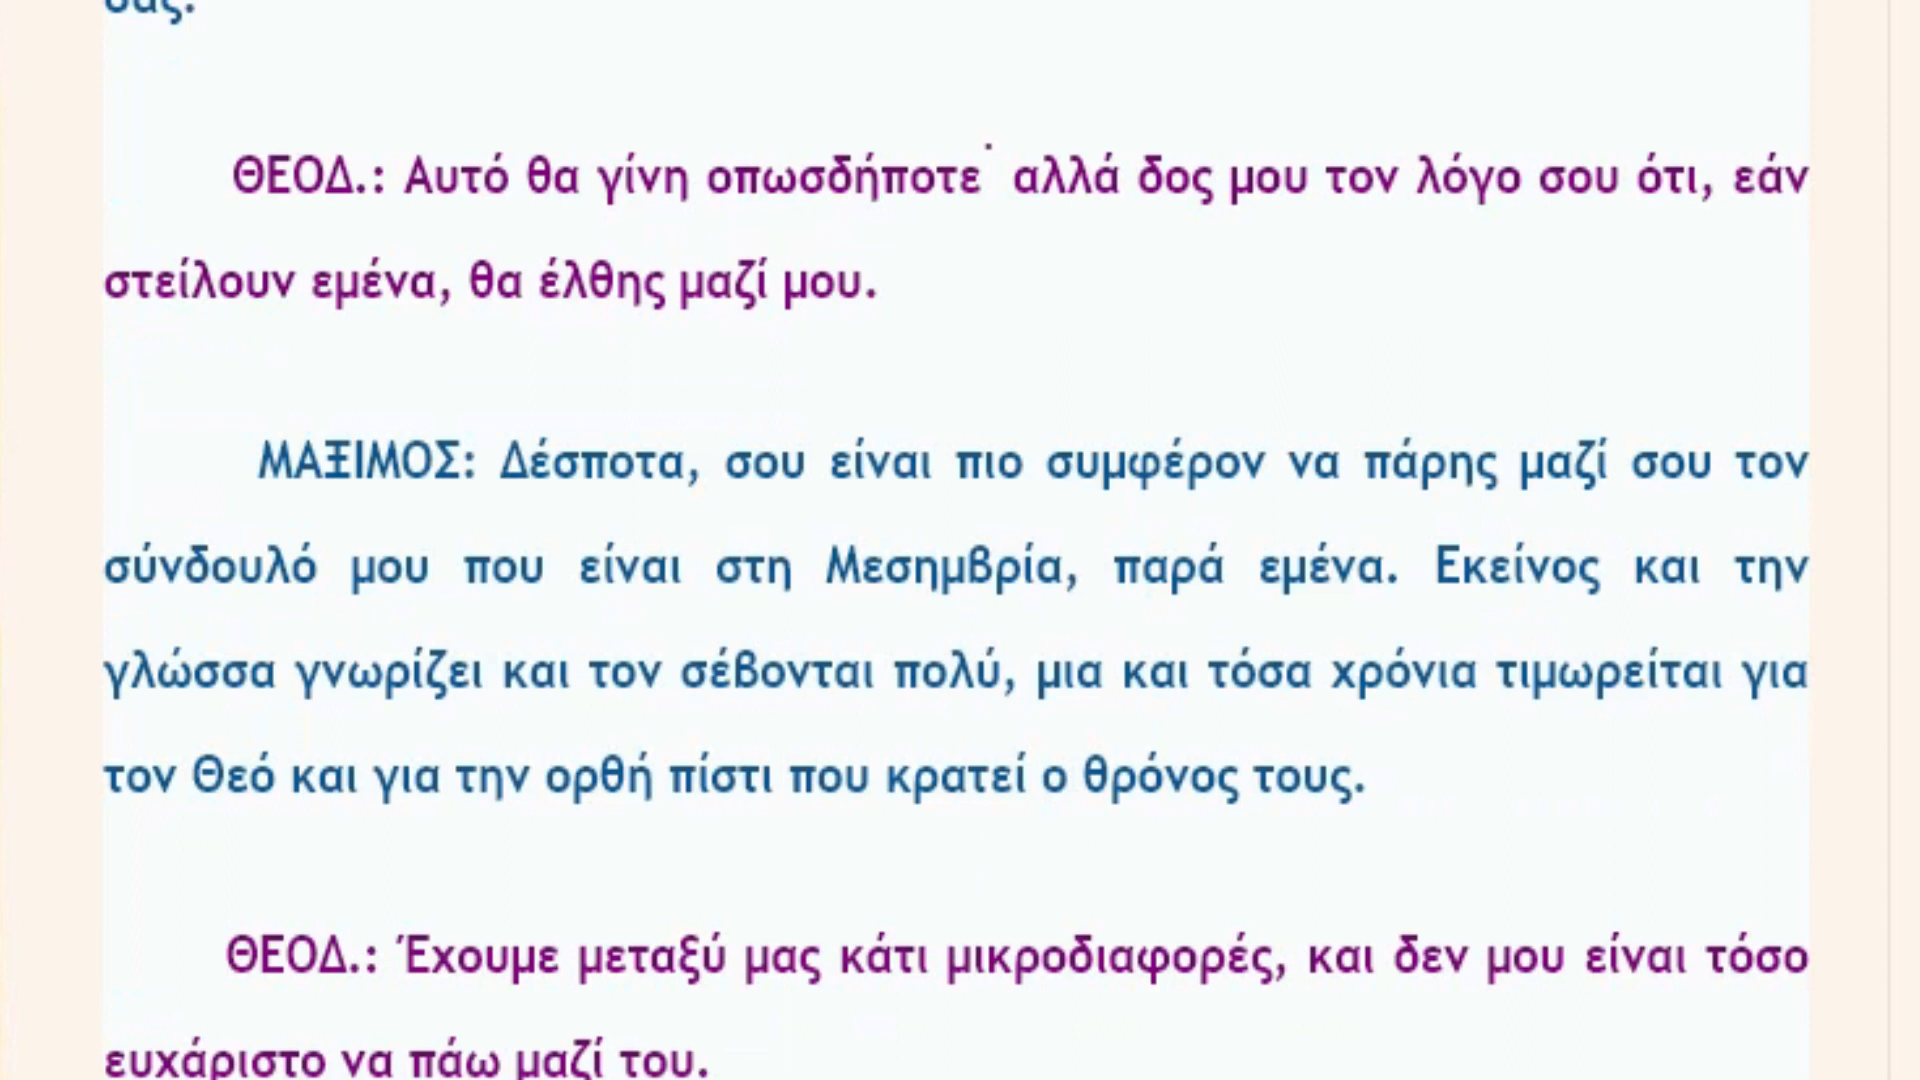 σας.
ΘΕΟΔ.: Αυτό θα γίνη οπωσδήποτε˙ αλλά δος μου τον λόγο σου ότι, εάν
στείλουν εμένα, θα έλθης μαζί μου.
ΜΑΞΙΜΟΣ: Δέσποτα, σου είναι πιο συμφέρον να πάρης μαζί σου τον
σύνδουλό μου που είναι στη Μεσημβρία, παρά εμένα. Εκείνος και την
γλώσσα γνωρίζει και τον σέβονται πολύ, μια και τόσα χρόνια τιμωρείται για
τον Θεό και για την ορθή πίστι που κρατεί ο θρόνος τους.
ΘΕΟΔ.: Έχουμε μεταξύ μας κάτι μικροδιαφορές, και δεν μου είναι τόσο
ευχάριστο να πάω μαζί του.